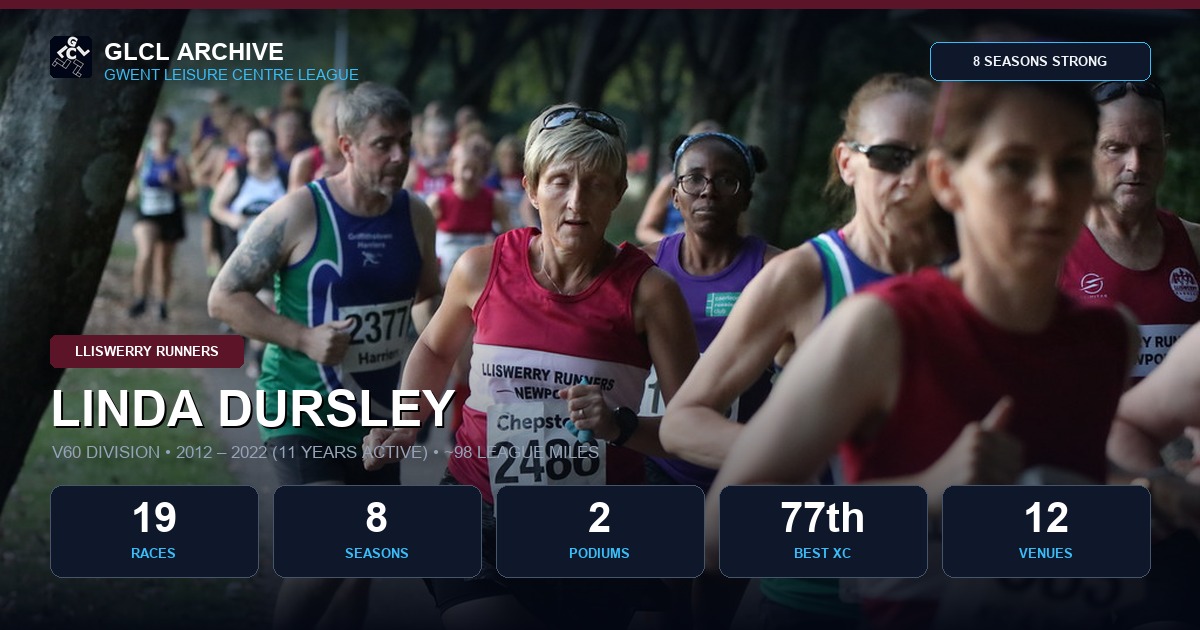 GLCL ARCHIVE
GWENT LEISURE CENTRE LEAGUE
8 SEASONS STRONG
Griffithstown
Harriers
2377
Harriers
LLISWERRY RUNNERS
NEWPO
Cheps
2486
LLISWERRY RUNNERS
LINDA DURSLEY
V60 DIVISION • 2012 – 2022 (11 YEARS ACTIVE) • ~98 LEAGUE MILES
19
RACES
8
SEASONS
2
PODIUMS
77th
BEST XC
12
VENUES